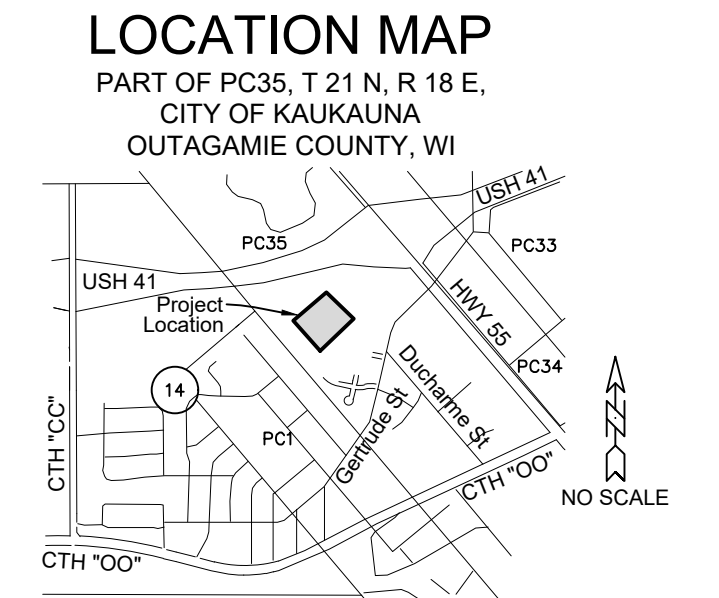 LOCATION MAP
PART OF PC35, T 21 N, R 18 E,
CITY OF KAUKAUNA
OUTAGAMIE COUNTY, WI
USH 41
PC35
PC33
USH 41
HWY 55
Project
Location
PC34
Ducharme St
14
CTH "CC"
Gertrude St
PC1
N
CTH "OO"
NO SCALE
CTH "OO"